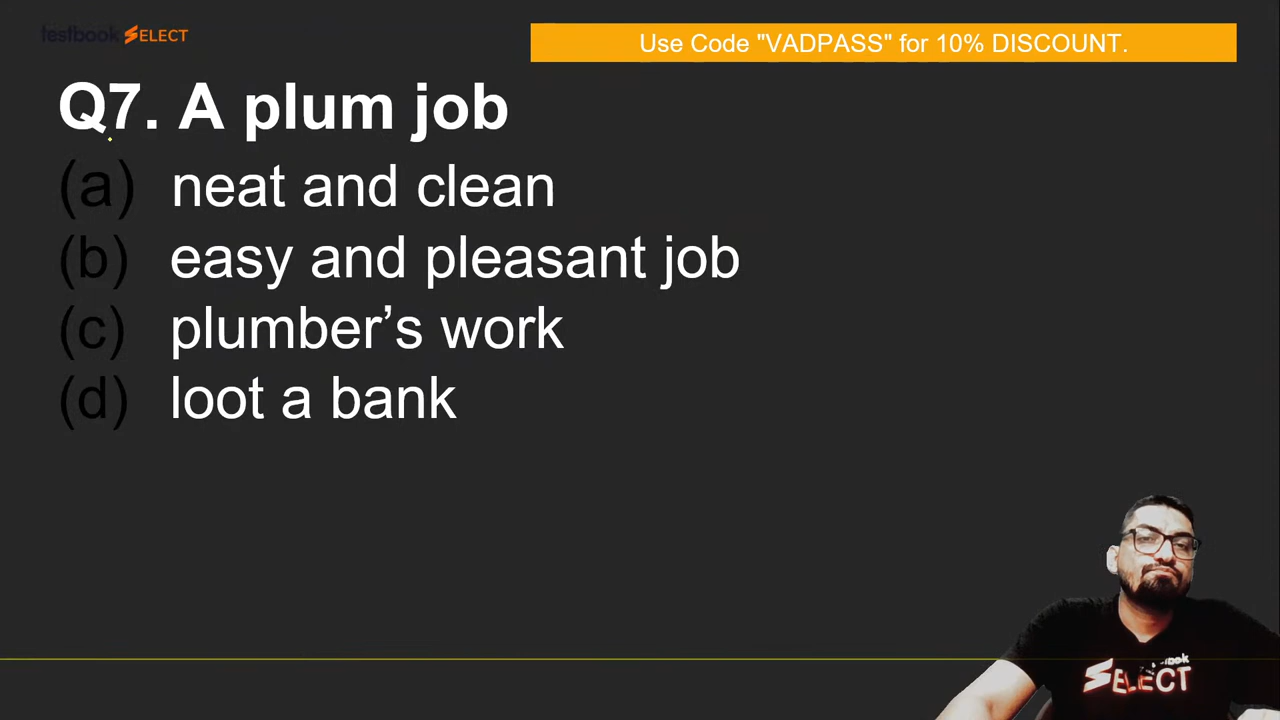 testbook SELECT
Use Code "VADPASS" for 10% DISCOUNT.
Q7. A plum job
(a) neat and clean
(b) easy and pleasant job
(c) plumber’s work
(d) loot a bank
SELECT